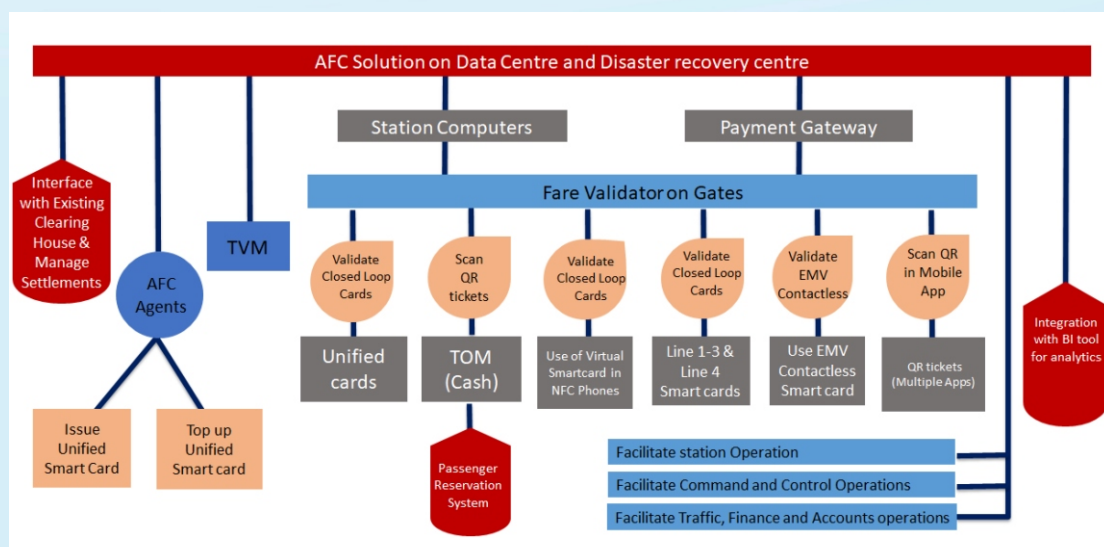 AFC Solution on Data Centre and Disaster recovery centre
Station Computers
Payment Gateway
Interface
with Existing
Clearing
House &
Manage
Settlements
AFC
Agents
TVM
Fare Validator on Gates
Validate
Closed Loop
Cards
Scan
QR
tickets
Validate
Closed Loop
Cards
Validate
Closed Loop
Cards
Validate
EMV
Contactless
Scan QR
in Mobile
App
Unified
cards
TOM
(Cash)
Use of Virtual
Smartcard in
NFC Phones
Line 1-3 &
Line 4
Smart cards
Use EMV
Contactless
Smart card
QR tickets
(Multiple Apps)
Integration
with BI tool
for analytics
Issue
Unified
Smart Card
Top up
Unified
Smart card
Passenger
Reservation
System
Facilitate station Operation
Facilitate Command and Control Operations
Facilitate Traffic, Finance and Accounts operations